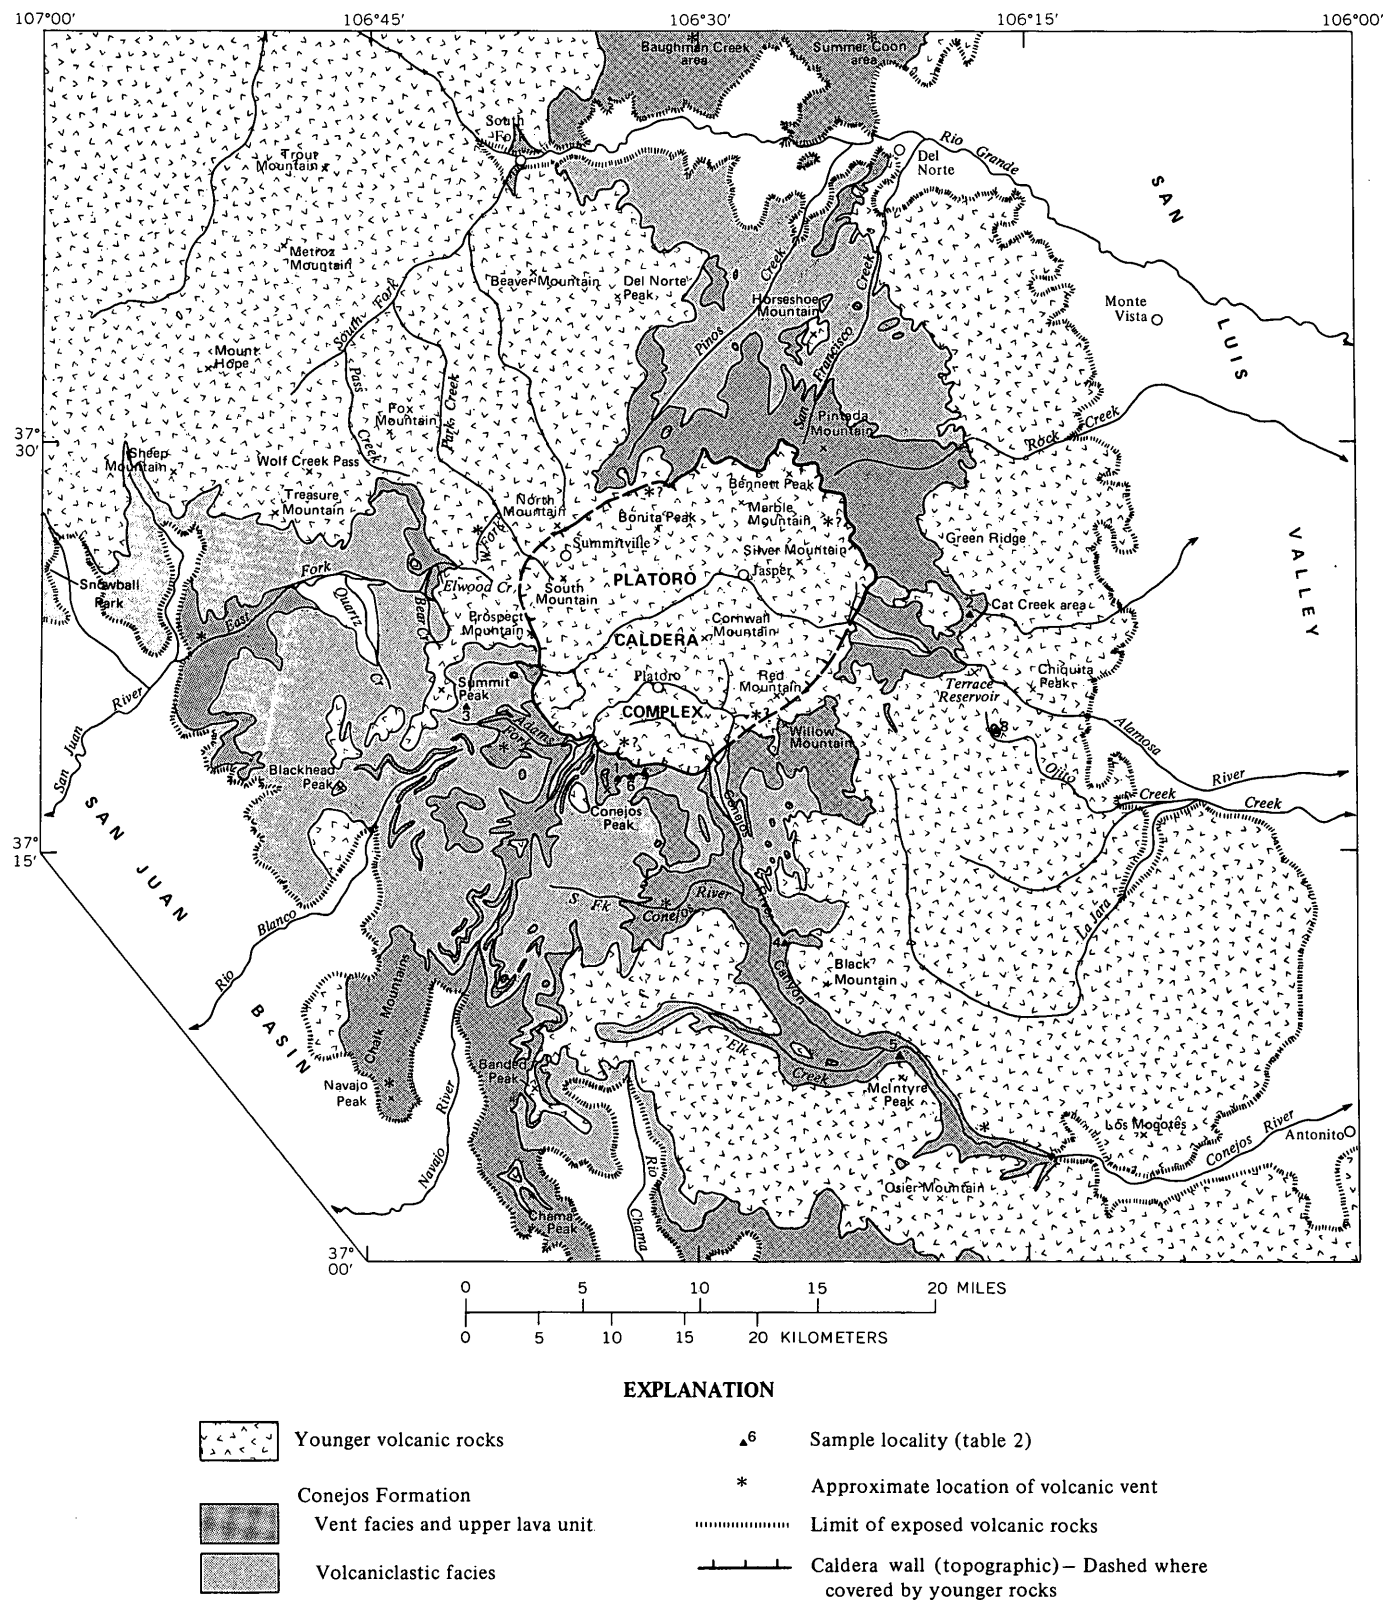 107°00′
106°45′
106°30′
106°15′
106°00′
Baughman Creek
area
Summer Coon
area
South
Fork
Rio Grande
Del
Norte
Trout
Mountain
SAN
LUIS
VALLEY
Metroz
Mountain
Beaver Mountain
Del Norte
Peak
Pinos
Creek
Horseshoe
Mountain
San Francisco
Creek
Monte
Vista
South Fork
Mount
Hope
Pass
Creek
Fox
Mountain
Park Creek
Pintada
Mountain
Rock Creek
37°
30′
Sheep
Mountain
Wolf Creek Pass
Treasure
Mountain
North
Mountain
Bennett Peak
*?
Bonita Peak
Marble
Mountain
*?
W Fork
Summitville
Silver Mountain
Jasper
Green Ridge
Snowball
Park
East
Fork
Quartz
Cr
Bear Cr
Elwood Cr
South
Mountain
PLATORO
CALDERA
COMPLEX
Prospect
Mountain
Cornwall
Mountain
2
Cat Creek area
Summit
Peak
3
Platoro
Red
Mountain
Terrace
Reservoir
Chiquita
Peak
River
San Juan
Adams
Fork
*?
*?
Willow
Mountain
8
Alamosa
River
Ojito
Creek
Creek
Blackhead
Peak
6
Conejos
Peak
Conejos
River
Canyon
37°
15′
SAN JUAN
BASIN
Rio
Blanco
S Fk
Conejos
River
La Jara
4
Black
Mountain
Chalk Mountains
Navajo
Peak
Navajo
River
Banded
Peak
Elk
Creek
5
McIntyre
Peak
Los Mogotes
Conejos River
Antonito
Osier Mountain
Rio
Chama
Chama
Peak
37°
00′
0 5 10 15 20 MILES
0 5 10 15 20 KILOMETERS
EXPLANATION
Younger volcanic rocks
Conejos Formation
Vent facies and upper lava unit
Volcaniclastic facies
▲6 Sample locality (table 2)
* Approximate location of volcanic vent
Limit of exposed volcanic rocks
Caldera wall (topographic)—Dashed where
covered by younger rocks